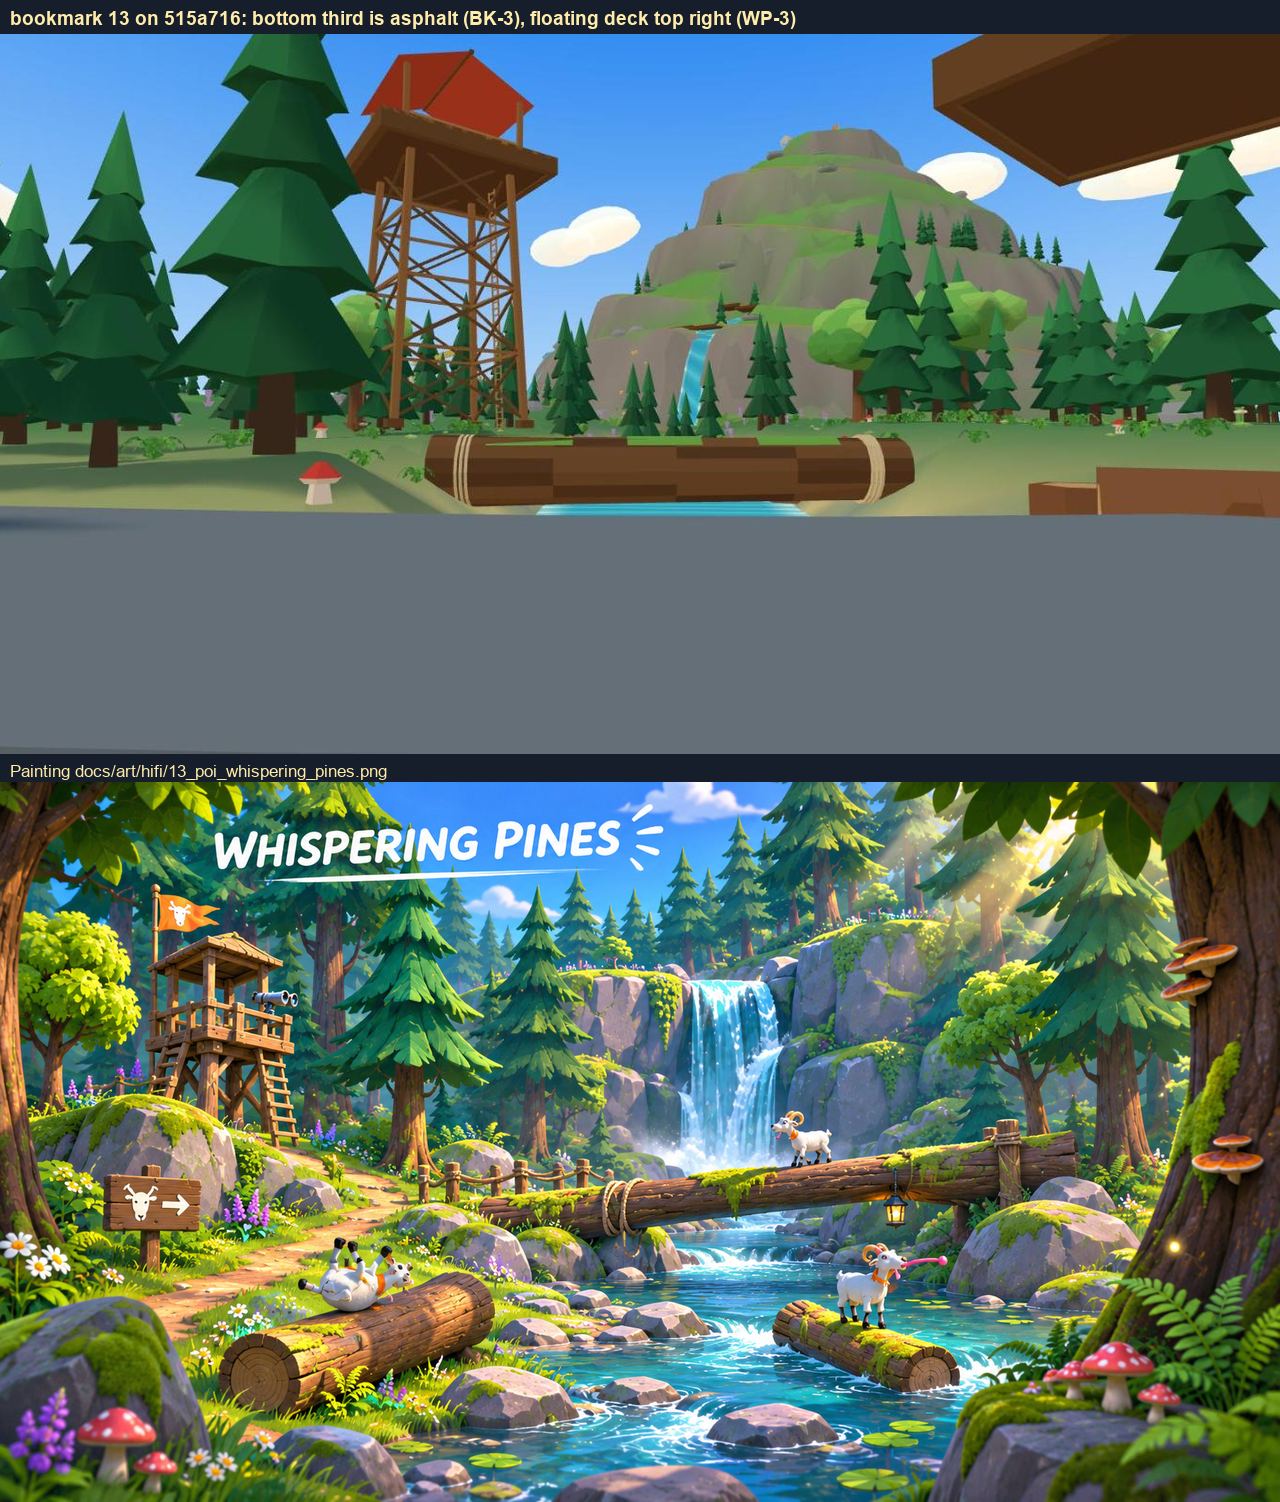 bookmark 13 on 515a716: bottom third is asphalt (BK-3), floating deck top right (WP-3)
Painting docs/art/hifi/13_poi_whispering_pines.png
WHISPERING PINES